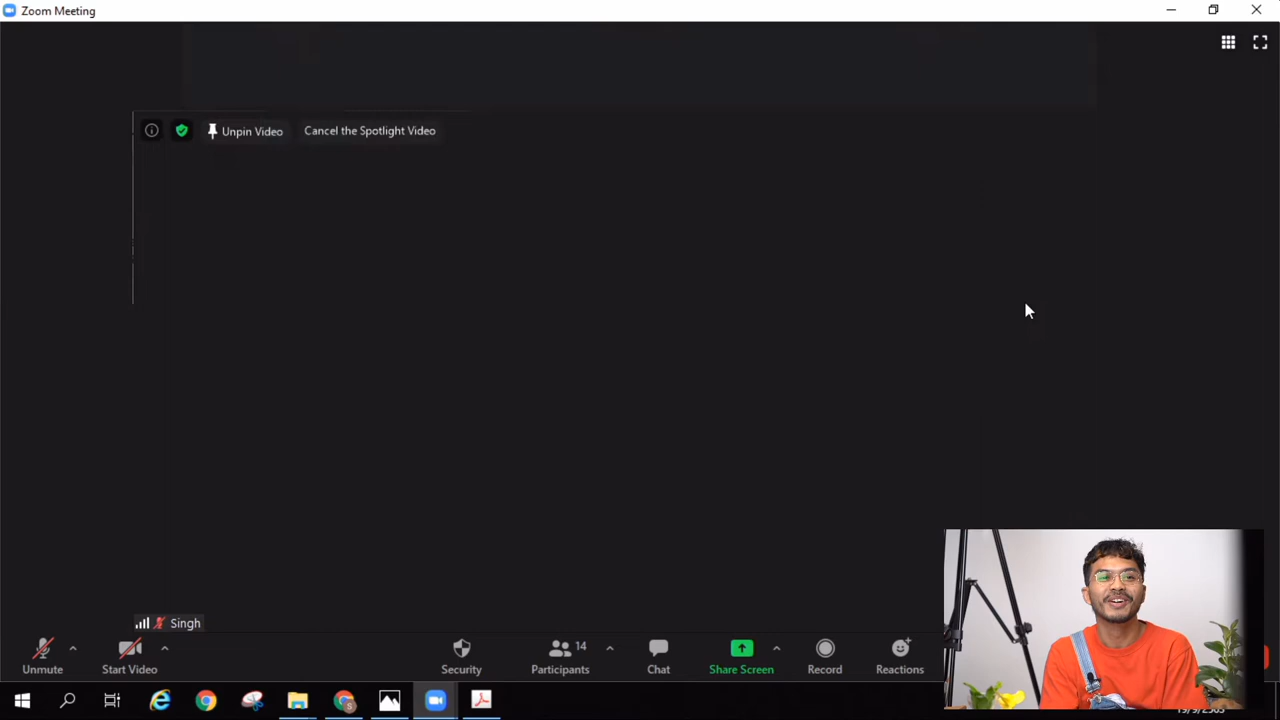 Zoom Meeting
Unpin Video
Cancel the Spotlight Video
Singh
14
Unmute
Start Video
Security
Participants
Chat
Share Screen
Record
Reactions